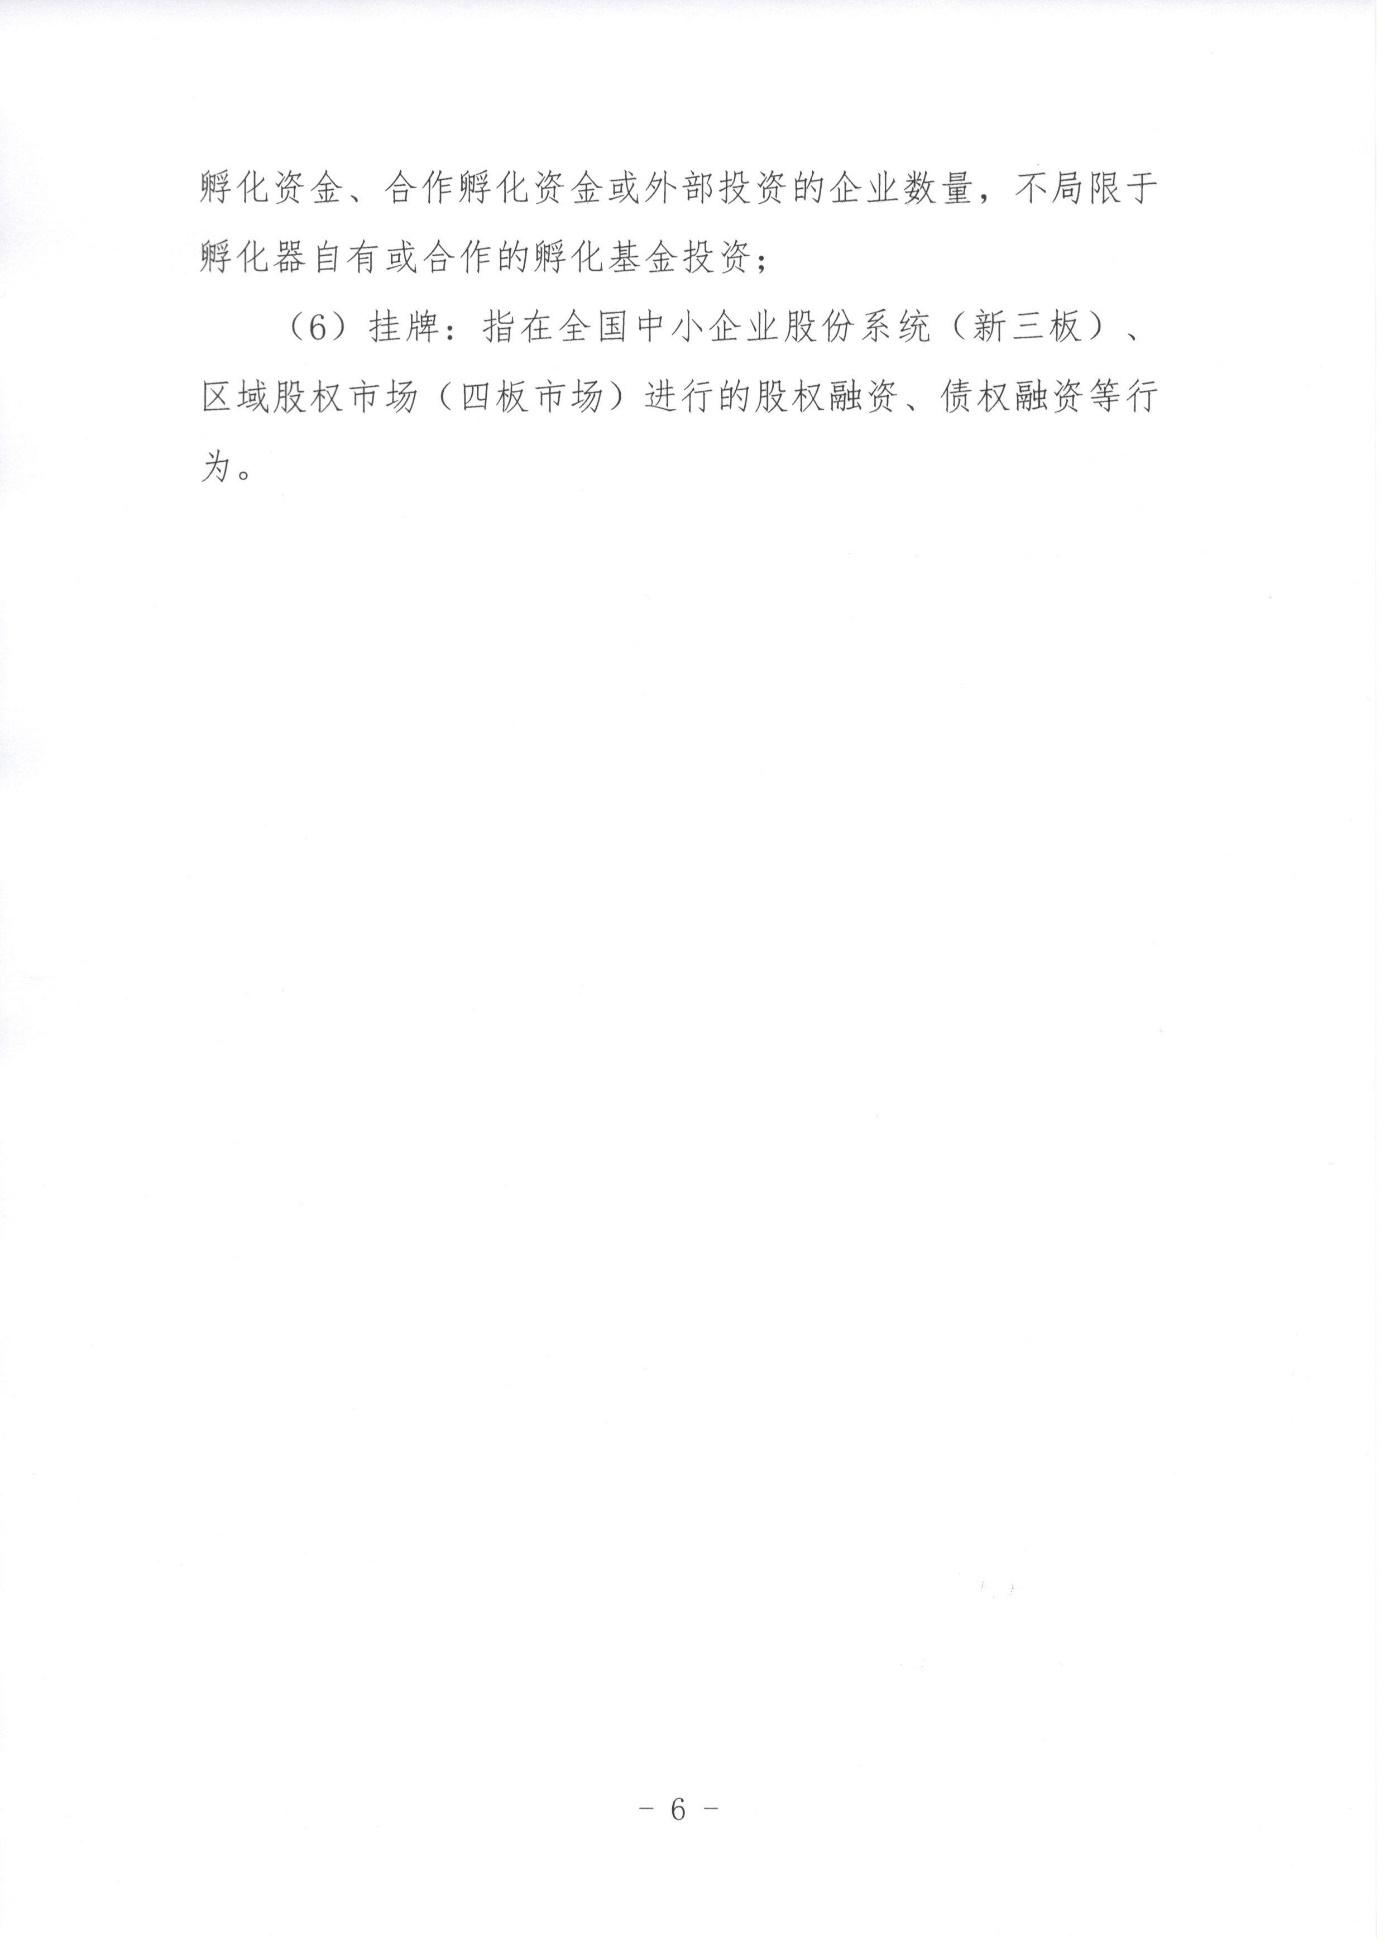 孵化资金、合作孵化资金或外部投资的企业数量，不局限于
孵化器自有或合作的孵化基金投资；
（6）挂牌：指在全国中小企业股份系统（新三板）、
区域股权市场（四板市场）进行的股权融资、债权融资等行
为。
- 6 -